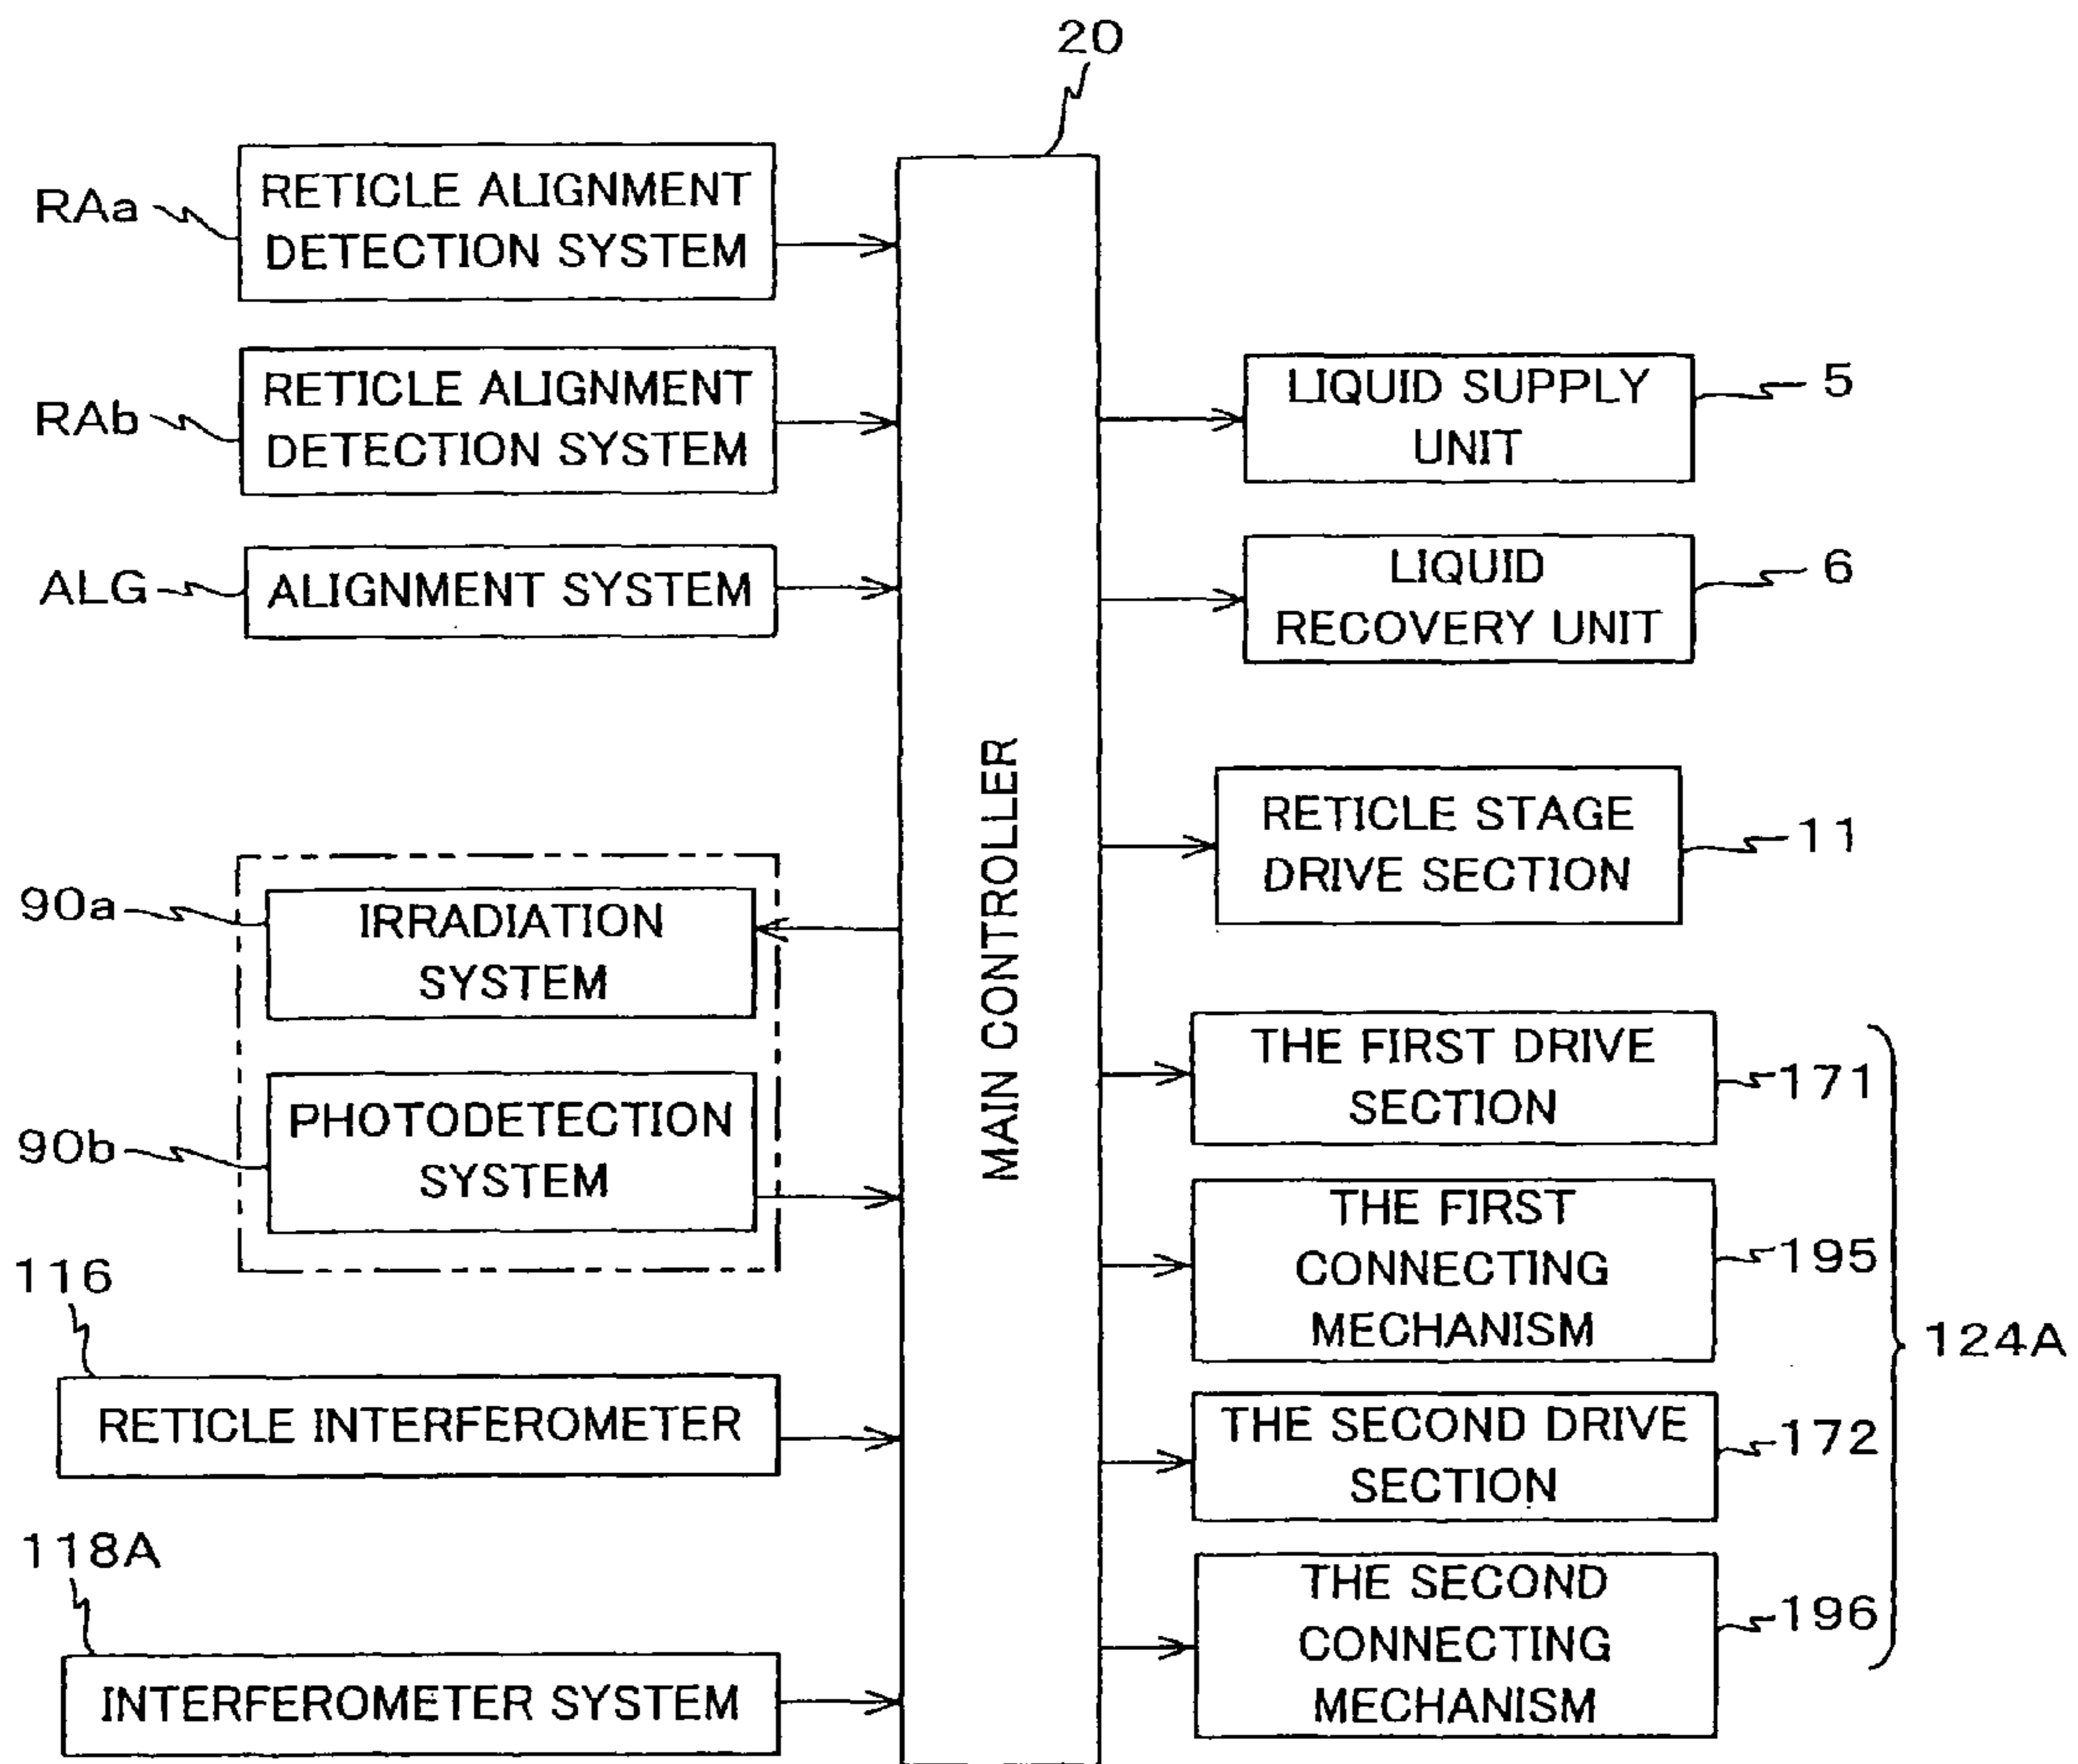 20
RAa
RETICLE ALIGNMENT
DETECTION SYSTEM
RAb
RETICLE ALIGNMENT
DETECTION SYSTEM
ALG
ALIGNMENT SYSTEM
90a
IRRADIATION
SYSTEM
90b
PHOTODETECTION
SYSTEM
116
RETICLE INTERFEROMETER
118A
INTERFEROMETER SYSTEM
MAIN CONTROLLER
LIQUID SUPPLY
UNIT
5
LIQUID
RECOVERY UNIT
6
RETICLE STAGE
DRIVE SECTION
11
THE FIRST DRIVE
SECTION
171
THE FIRST
CONNECTING
MECHANISM
195
THE SECOND DRIVE
SECTION
172
THE SECOND
CONNECTING
MECHANISM
196
124A